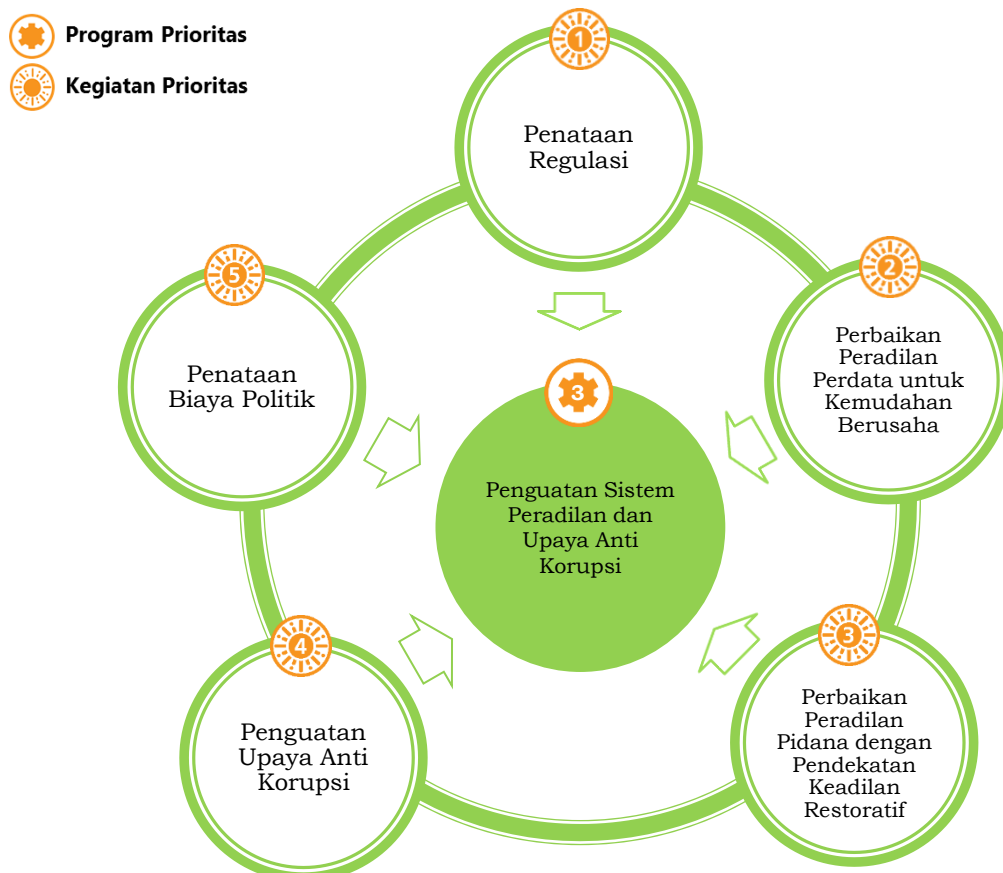 Program Prioritas
Kegiatan Prioritas
1
Penataan
Regulasi
2
Perbaikan
Peradilan
Perdata untuk
Kemudahan
Berusaha
3
Perbaikan
Peradilan
Pidana dengan
Pendekatan
Keadilan
Restoratif
4
Penguatan
Upaya Anti
Korupsi
5
Penataan
Biaya Politik
3
Penguatan Sistem
Peradilan dan
Upaya Anti
Korupsi